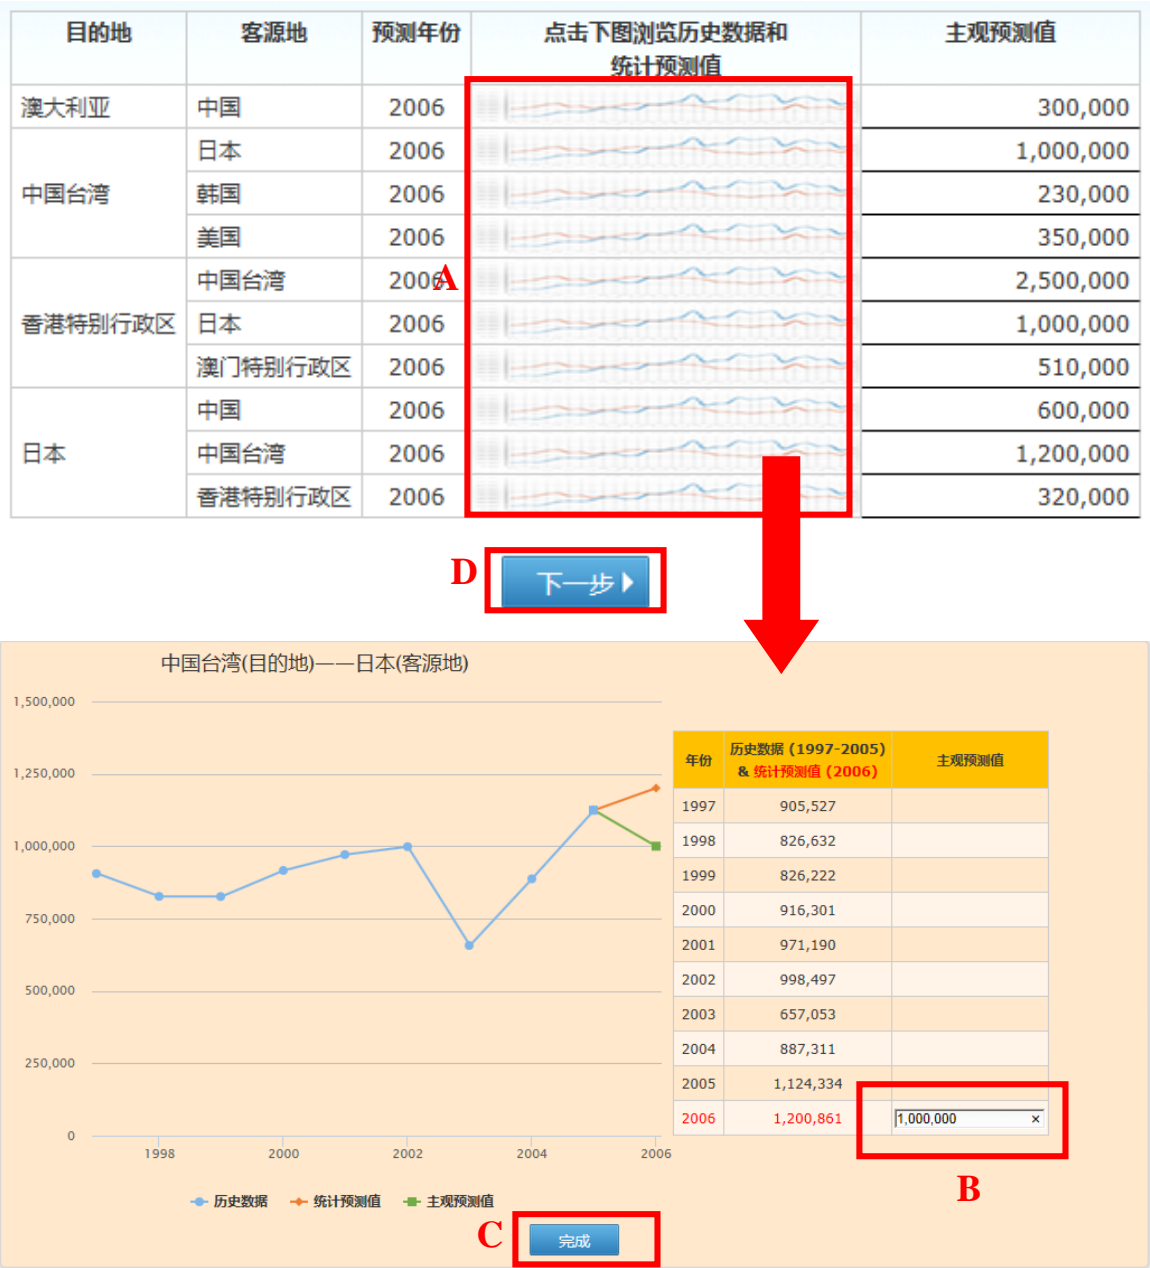 目的地 客源地 预测年份 点击下图浏览历史数据和 主观预测值
统计预测值
澳大利亚 中国 2006 300,000
日本 2006 1,000,000
中国台湾 韩国 2006 230,000
美国 2006 350,000
A
中国台湾 2006 2,500,000
香港特别行政区 日本 2006 1,000,000
澳门特别行政区 2006 510,000
中国 2006 600,000
日本 中国台湾 2006 1,200,000
香港特别行政区 2006 320,000
D 下一步
中国台湾(目的地)——日本(客源地)
1,500,000
1,250,000
1,000,000
750,000
500,000
250,000
0
1998 2000 2002 2004 2006
历史数据 统计预测值 主观预测值
年份 历史数据 (1997-2005) 主观预测值
& 统计预测值 (2006)
1997 905,527
1998 826,632
1999 826,222
2000 916,301
2001 971,190
2002 998,497
2003 657,053
2004 887,311
2005 1,124,334
2006 1,200,861 1,000,000 ×
B
C 完成